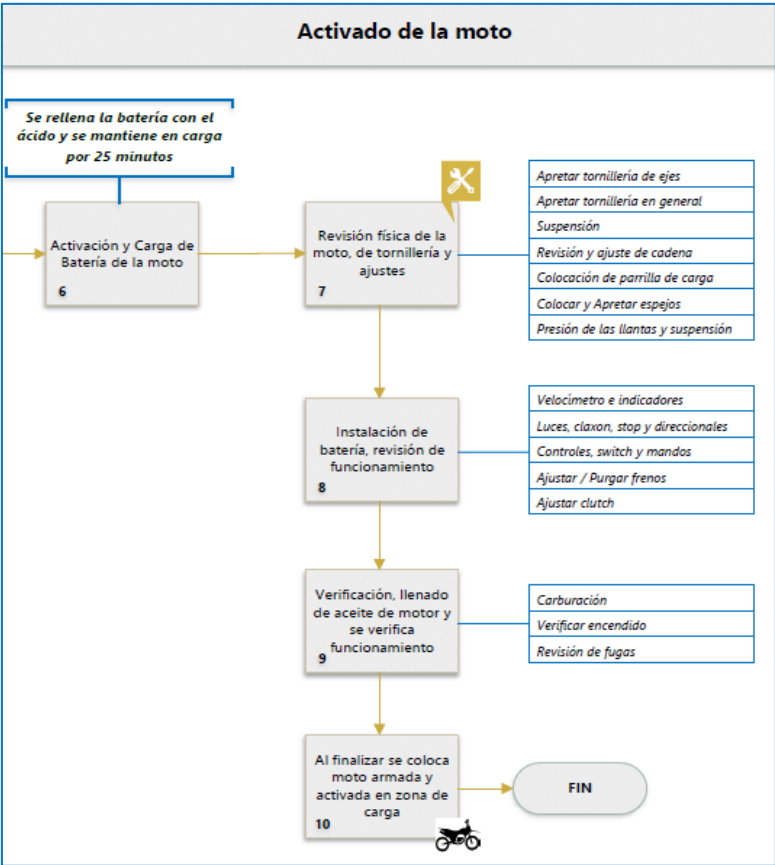 Activado de la moto
Se rellena la batería con el
ácido y se mantiene en carga
por 25 minutos
Activación y Carga de
Batería de la moto
6
Revisión física de la
moto, de tornillería y
ajustes
7
Apretar tornillería de ejes
Apretar tornillería en general
Suspensión
Revisión y ajuste de cadena
Colocación de parrilla de carga
Colocar y Apretar espejos
Presión de las llantas y suspensión
Instalación de
batería, revisión de
funcionamiento
8
Velocímetro e indicadores
Luces, claxon, stop y direccionales
Controles, switch y mandos
Ajustar / Purgar frenos
Ajustar clutch
Verificación, llenado
de aceite de motor y
se verifica
funcionamiento
9
Carburación
Verificar encendido
Revisión de fugas
Al finalizar se coloca
moto armada y
activada en zona de
carga
10
FIN